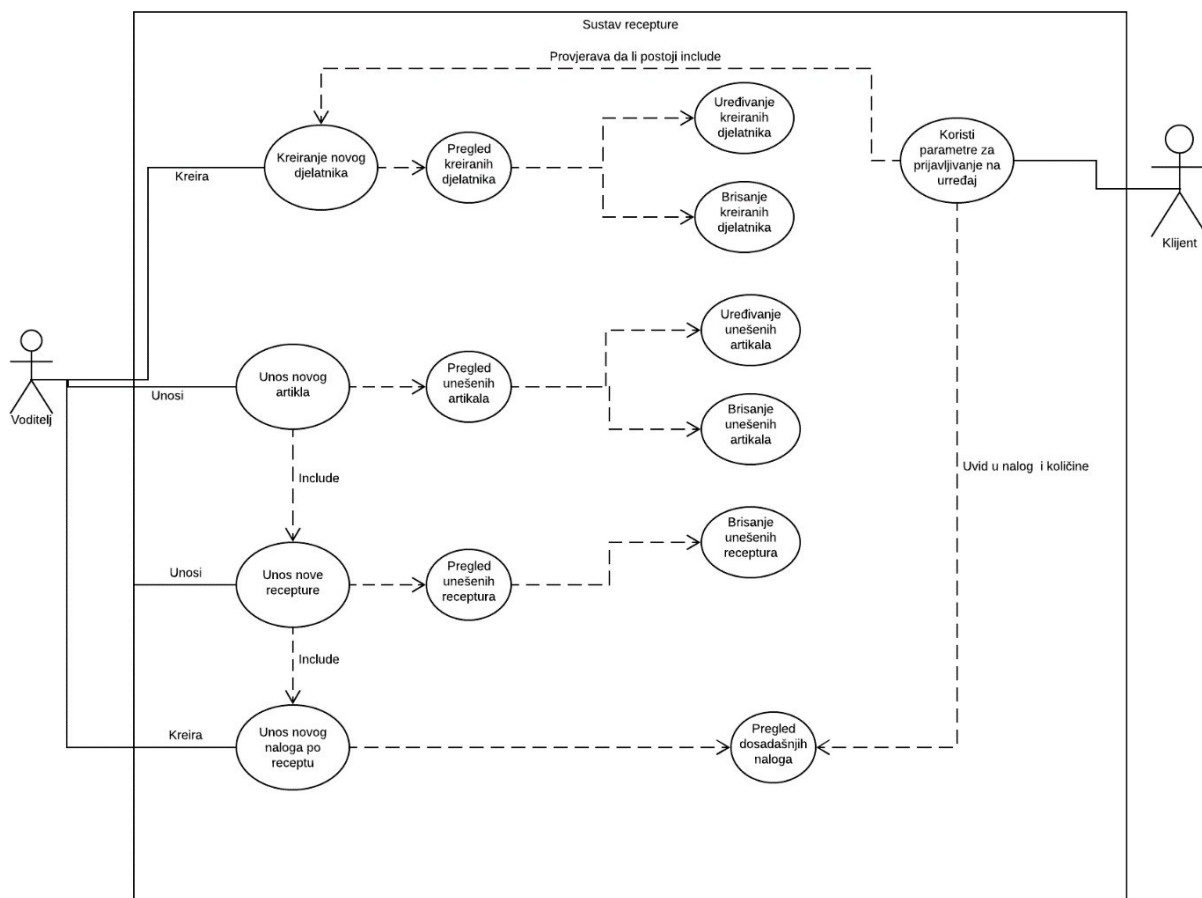 Sustav recepture
Provjerava da li postoji include
Uređivanje
kreiranih
djelatnika
Kreiranje novog
djelatnika
Pregled
kreiranih
djelatnika
Koristi
parametre za
prijavljivanje na
urređaj
Kreira
Brisanje
kreiranih
djelatnika
Klijent
Uređivanje
unešenih
artikala
Unos novog
artikla
Pregled
unešenih
artikala
Unosi
Voditelj
Brisanje
unešenih
artikala
Uvid u nalog i količine
Include
Brisanje
unešenih
receptura
Unosi
Unos nove
recepture
Pregled
unešenih
receptura
Include
Kreira
Unos novog
naloga po
receptu
Pregled
dosadašnjih
naloga